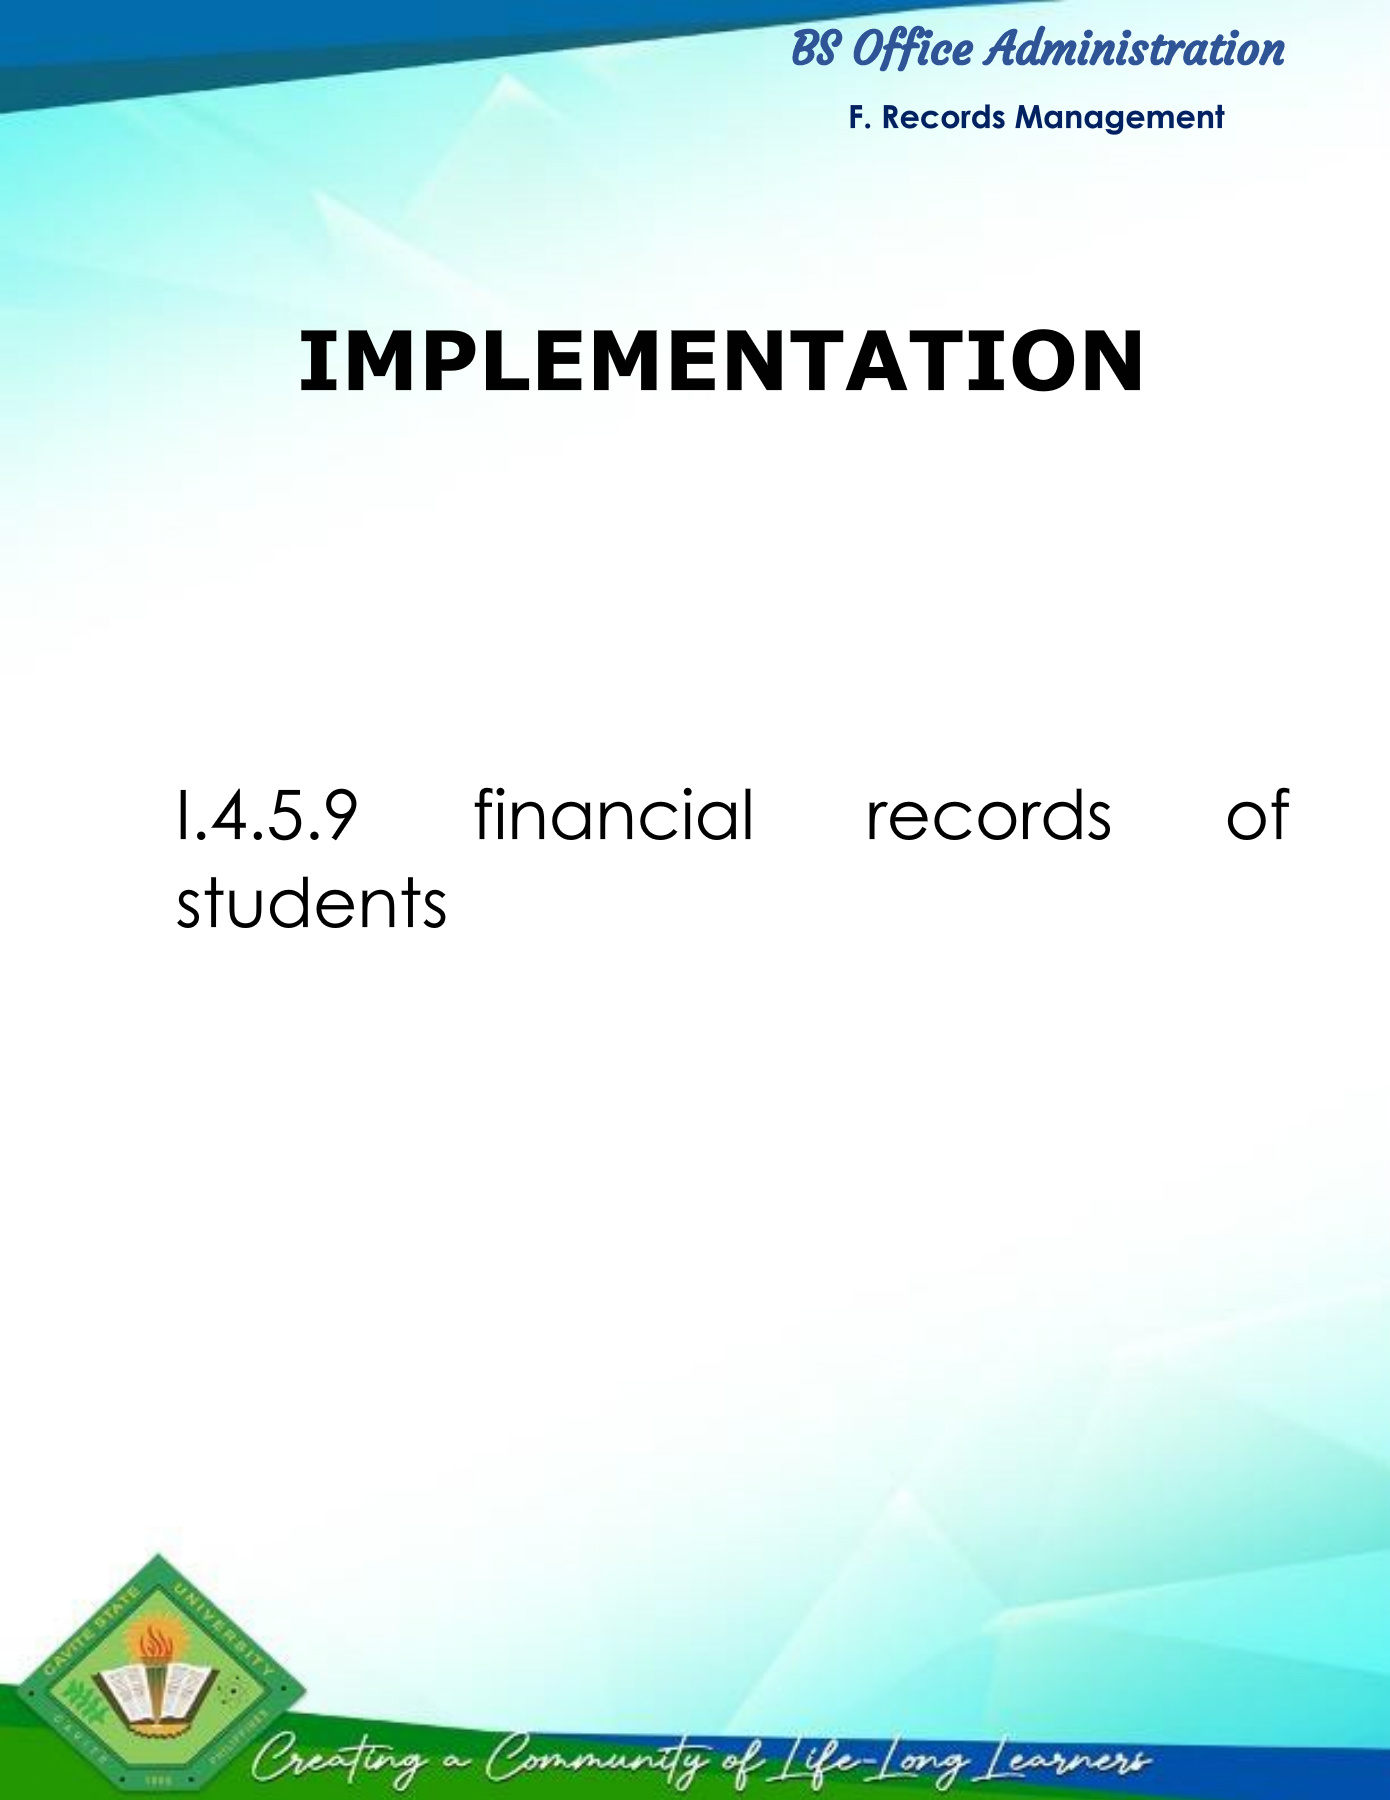 BS Office Administration
F. Records Management
IMPLEMENTATION
I.4.5.9 financial records of
students
CAVITE STATE UNIVERSITY
CAVITE PHILIPPINES
1906
Creating a Community of Life-Long Learners